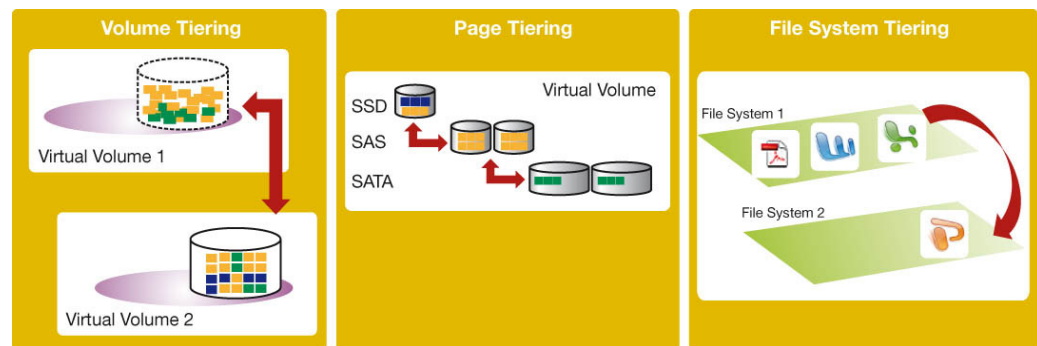 Volume Tiering
Virtual Volume 1
Virtual Volume 2
Page Tiering
Virtual Volume
SSD
SAS
SATA
File System Tiering
File System 1
File System 2